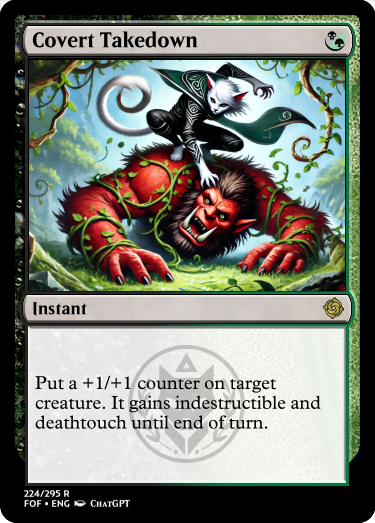 Covert Takedown
Instant
Put a +1/+1 counter on target
creature. It gains indestructible and
deathtouch until end of turn.
224/295 R
FOF • ENG ChatGPT